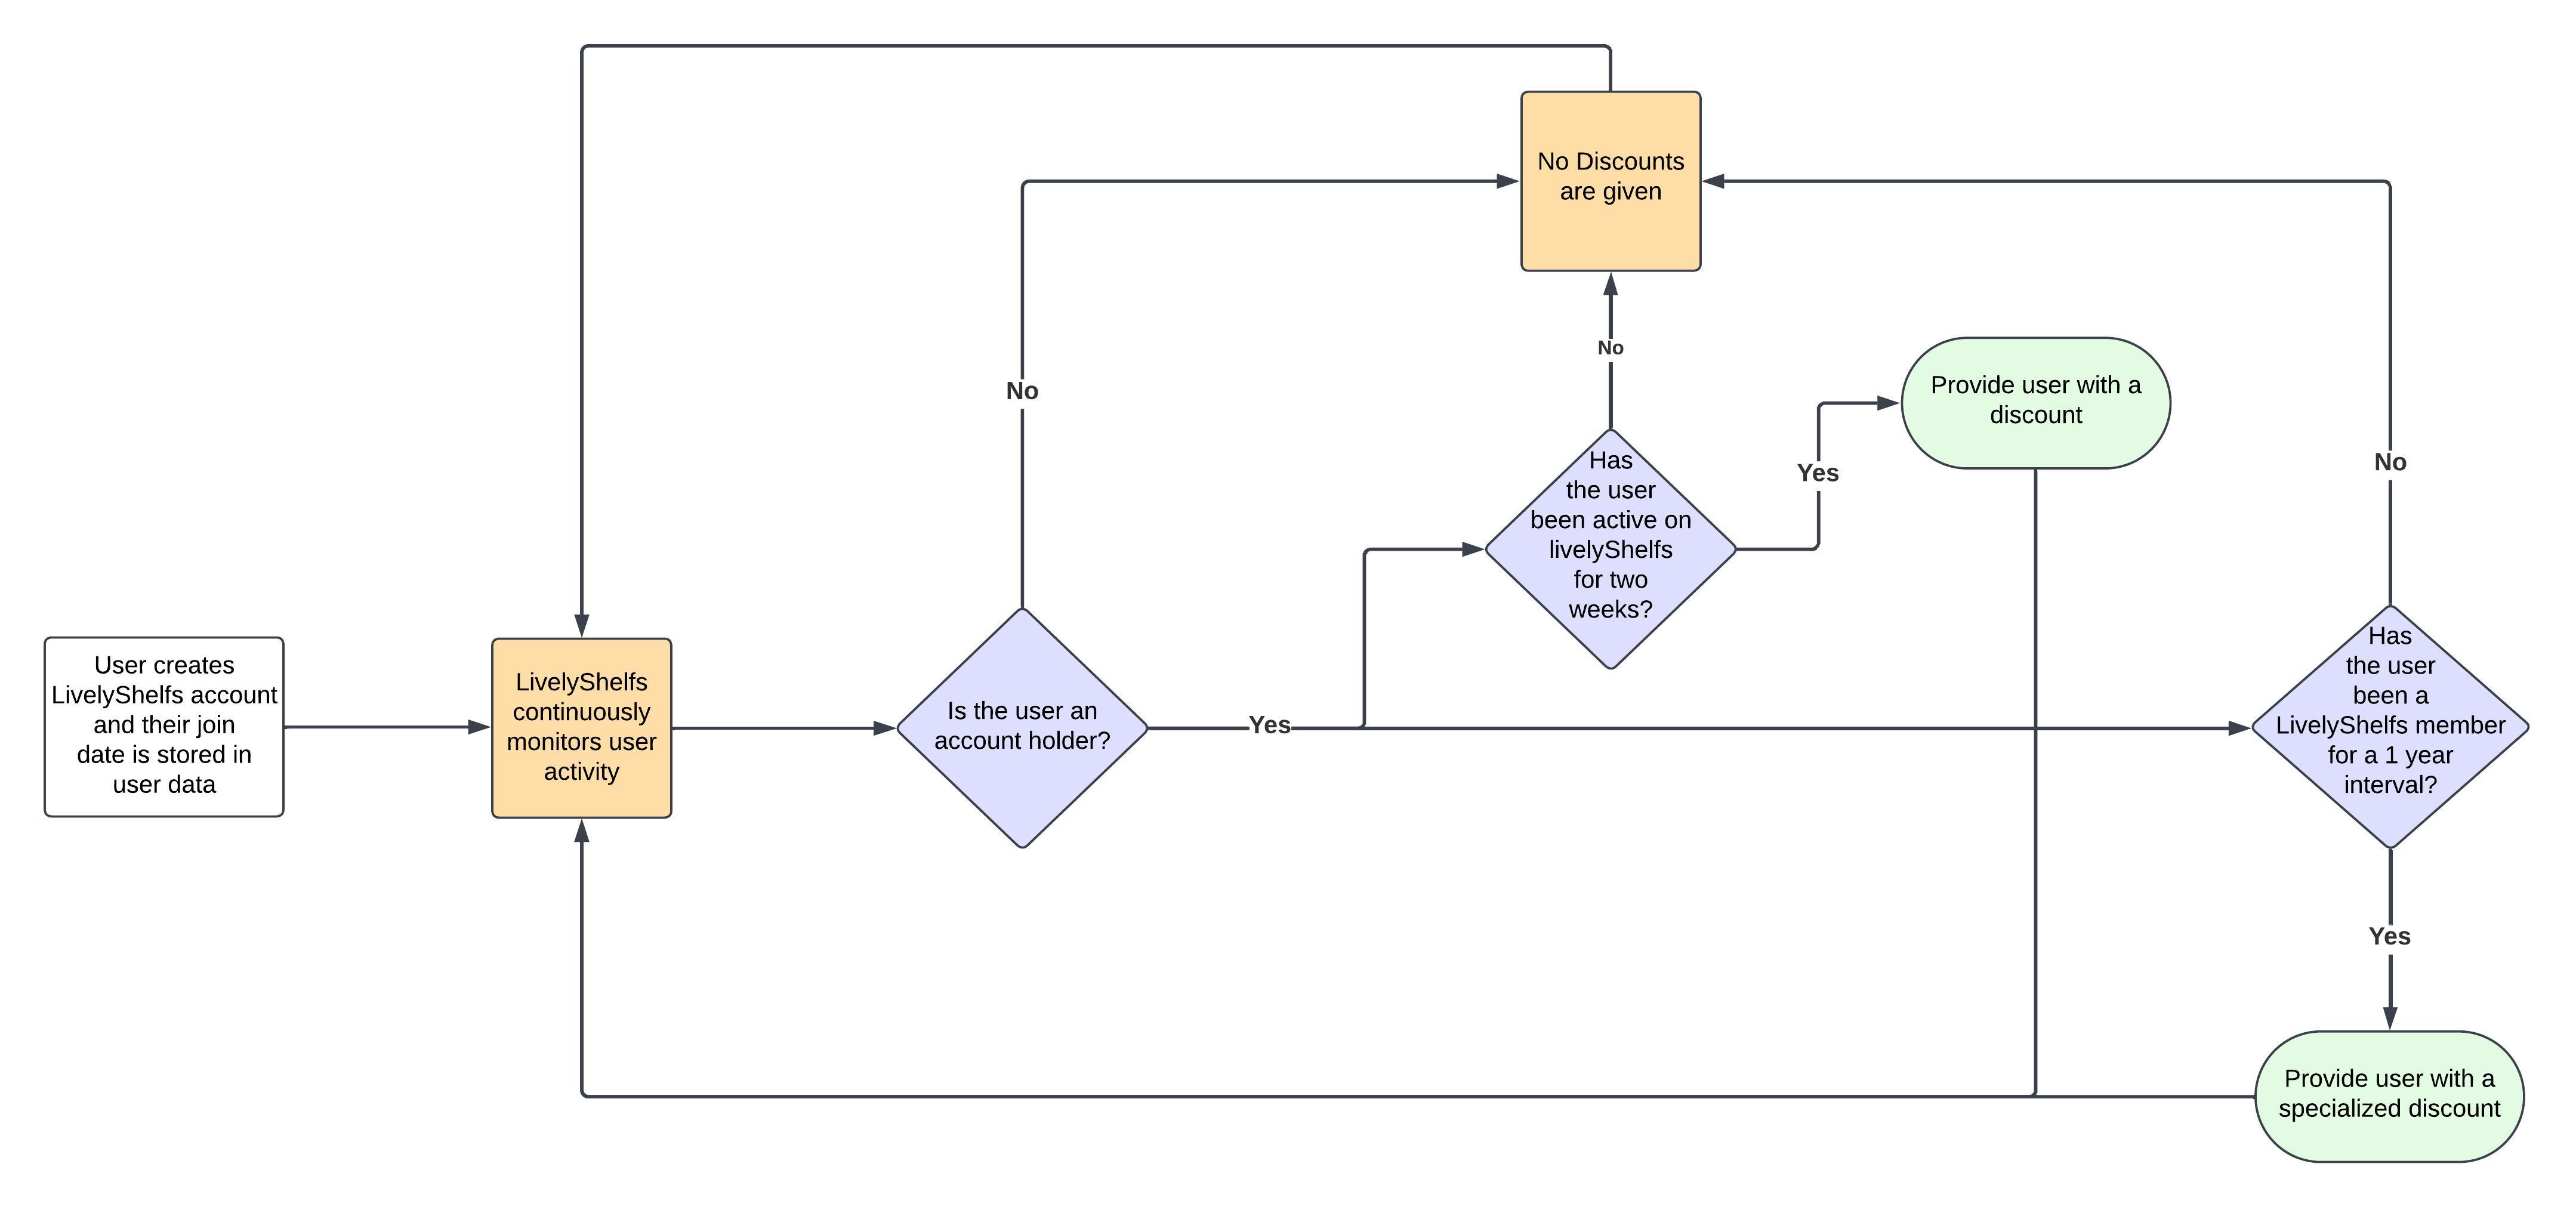 No Discounts
are given
No
No
Provide user with a
discount
Yes
Has
the user
been active on
livelyShelfs
for two
weeks?
No
User creates
LivelyShelfs account
and their join
date is stored in
user data
LivelyShelfs
continuously
monitors user
activity
Is the user an
account holder?
Yes
Has
the user
been a
LivelyShelfs member
for a 1 year
interval?
Yes
Provide user with a
specialized discount